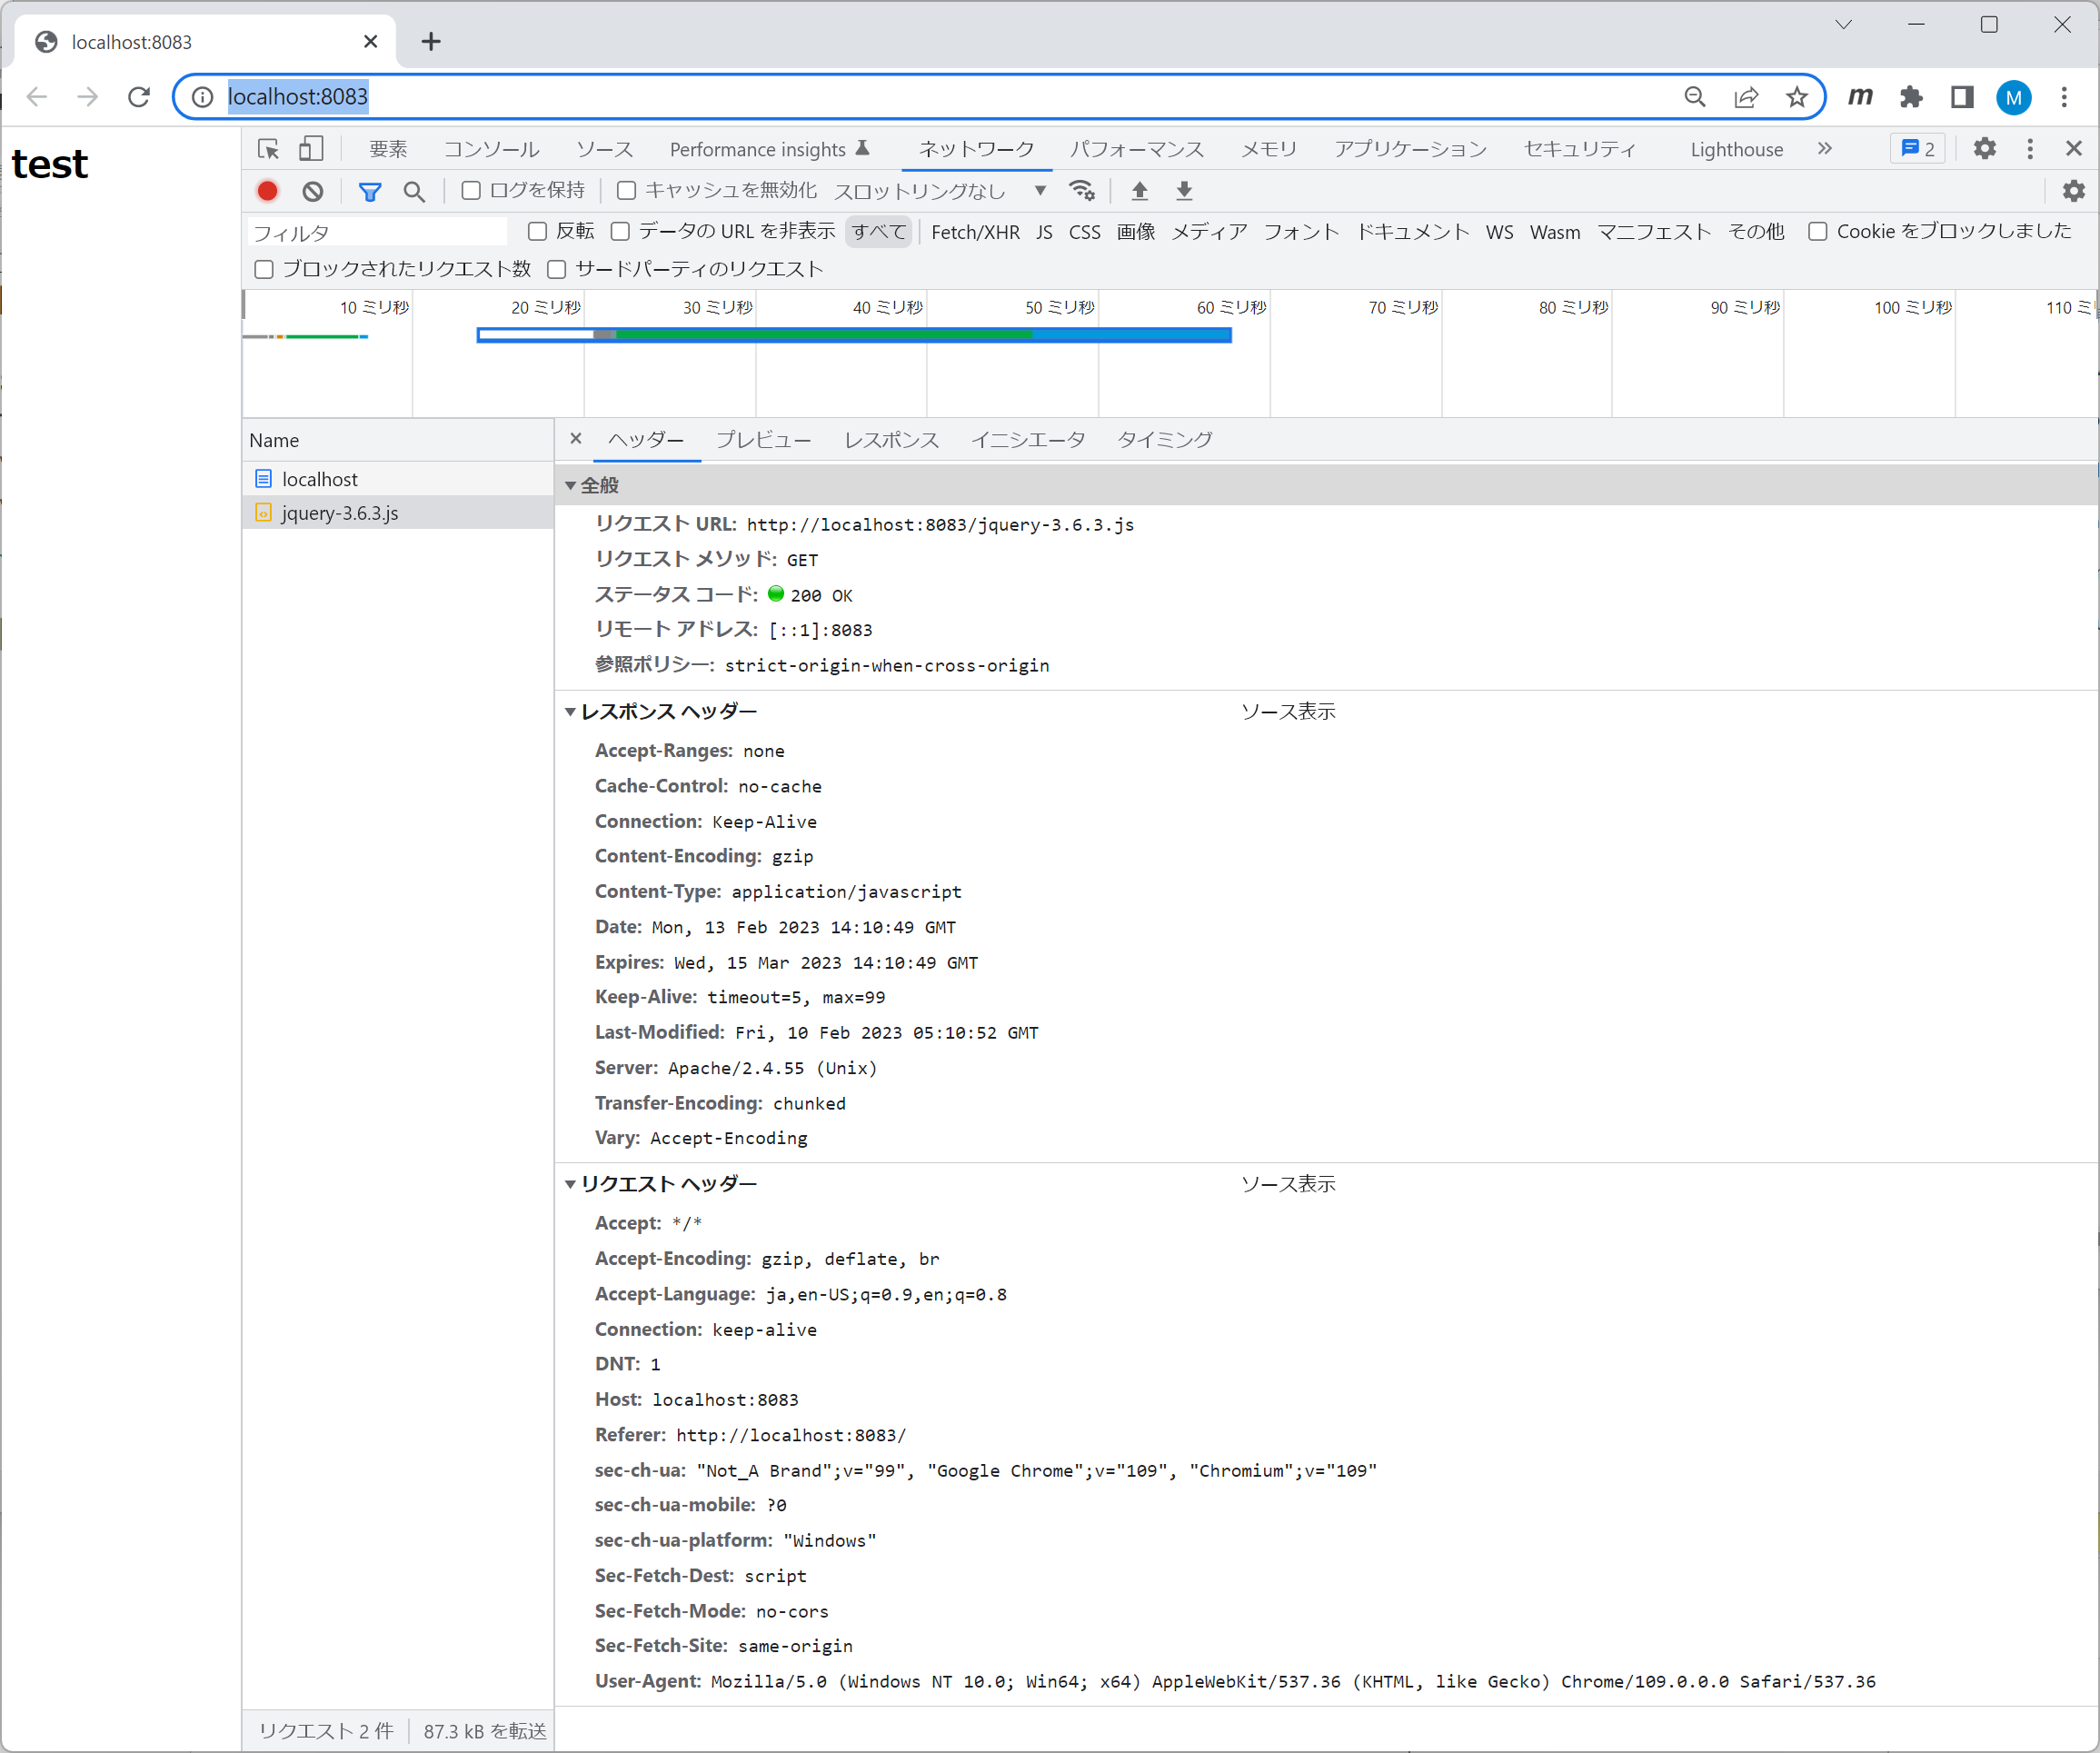 localhost:8083
localhost:8083
m
M
test
要素 コンソール ソース Performance insights ネットワーク パフォーマンス メモリ アプリケーション セキュリティ Lighthouse » 2
ログを保持 キャッシュを無効化 スロットリングなし
フィルタ 反転 データの URL を非表示 すべて Fetch/XHR JS CSS 画像 メディア フォント ドキュメント WS Wasm マニフェスト その他 Cookie をブロックしました
ブロックされたリクエスト数 サードパーティのリクエスト
10 ミリ秒 20 ミリ秒 30 ミリ秒 40 ミリ秒 50 ミリ秒 60 ミリ秒 70 ミリ秒 80 ミリ秒 90 ミリ秒 100 ミリ秒 110 ミ
Name
localhost
jquery-3.6.3.js
ヘッダー プレビュー レスポンス イニシエータ タイミング
全般
リクエスト URL: http://localhost:8083/jquery-3.6.3.js
リクエスト メソッド: GET
ステータス コード: 200 OK
リモート アドレス: [::1]:8083
参照ポリシー: strict-origin-when-cross-origin
レスポンス ヘッダー ソース表示
Accept-Ranges: none
Cache-Control: no-cache
Connection: Keep-Alive
Content-Encoding: gzip
Content-Type: application/javascript
Date: Mon, 13 Feb 2023 14:10:49 GMT
Expires: Wed, 15 Mar 2023 14:10:49 GMT
Keep-Alive: timeout=5, max=99
Last-Modified: Fri, 10 Feb 2023 05:10:52 GMT
Server: Apache/2.4.55 (Unix)
Transfer-Encoding: chunked
Vary: Accept-Encoding
リクエスト ヘッダー ソース表示
Accept: */*
Accept-Encoding: gzip, deflate, br
Accept-Language: ja,en-US;q=0.9,en;q=0.8
Connection: keep-alive
DNT: 1
Host: localhost:8083
Referer: http://localhost:8083/
sec-ch-ua: "Not_A Brand";v="99", "Google Chrome";v="109", "Chromium";v="109"
sec-ch-ua-mobile: ?0
sec-ch-ua-platform: "Windows"
Sec-Fetch-Dest: script
Sec-Fetch-Mode: no-cors
Sec-Fetch-Site: same-origin
User-Agent: Mozilla/5.0 (Windows NT 10.0; Win64; x64) AppleWebKit/537.36 (KHTML, like Gecko) Chrome/109.0.0.0 Safari/537.36
リクエスト 2 件 87.3 kB を転送